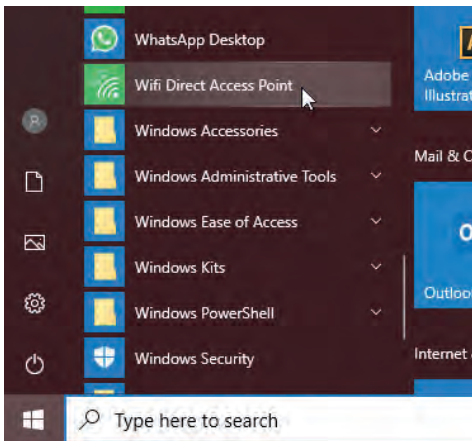 WhatsApp Desktop
Wifi Direct Access Point
Windows Accessories
Windows Administrative Tools
Windows Ease of Access
Windows Kits
Windows PowerShell
Windows Security
Type here to search
Adobe
Mail &
Internet